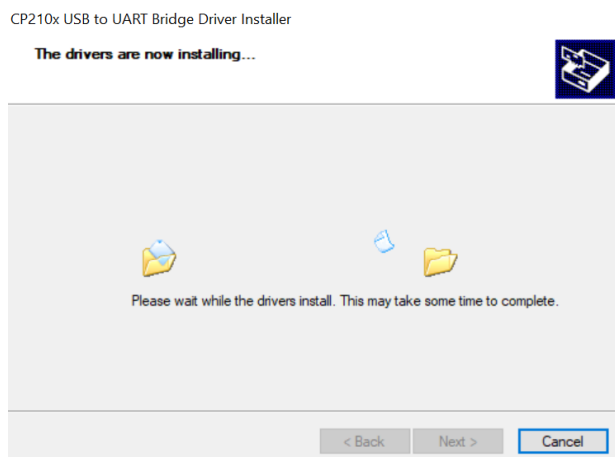 CP210x USB to UART Bridge Driver Installer
The drivers are now installing...
Please wait while the drivers install. This may take some time to complete.
< Back Next > Cancel